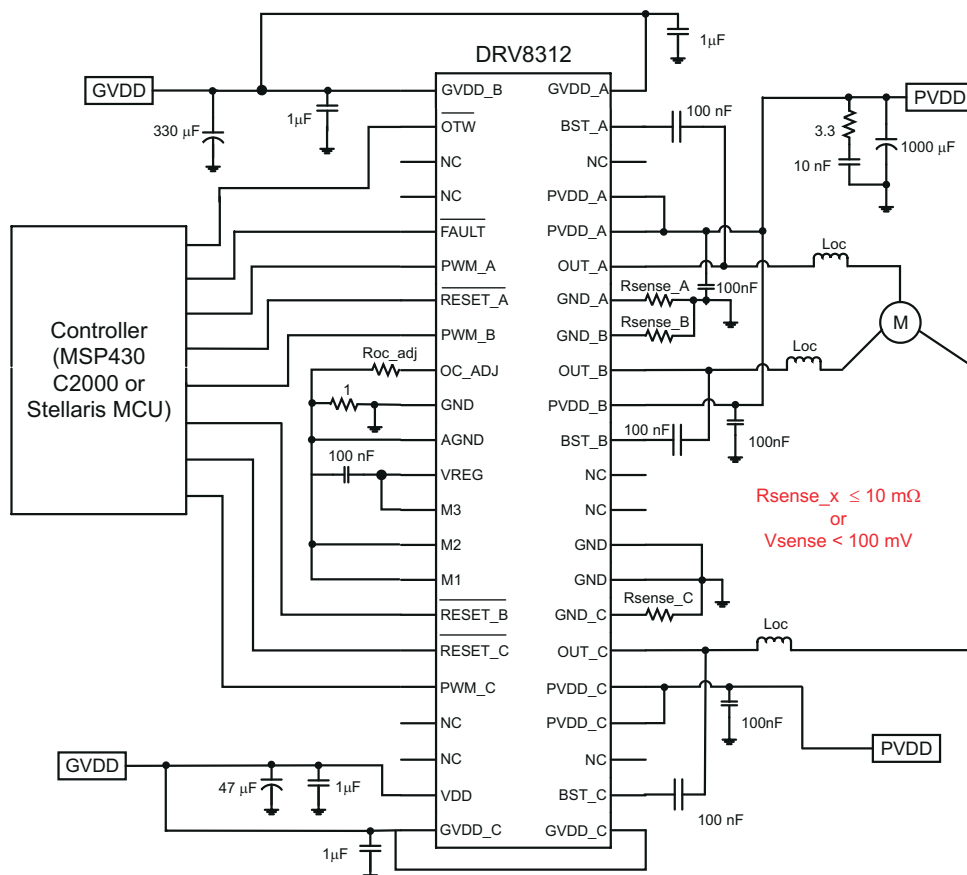 1μF
DRV8312
GVDD
GVDD_B
GVDD_A
PVDD
330 μF
1μF
100 nF
3.3
1000 μF
10 nF
OTW
BST_A
NC
NC
NC
PVDD_A
FAULT
PVDD_A
Loc
PWM_A
OUT_A
100nF
RESET_A
GND_A
Rsense_A
Controller
(MSP430
C2000 or
Stellaris MCU)
PWM_B
GND_B
Rsense_B
M
Roc_adj
OC_ADJ
OUT_B
Loc
1
GND
PVDD_B
AGND
BST_B
100 nF
100nF
100 nF
VREG
NC
M3
NC
Rsense_x ≤ 10 mΩ
or
Vsense < 100 mV
M2
GND
M1
GND
RESET_B
GND_C
Rsense_C
Loc
RESET_C
OUT_C
PWM_C
PVDD_C
NC
PVDD_C
100nF
GVDD
NC
NC
PVDD
47 μF
1μF
VDD
BST_C
100 nF
GVDD_C
GVDD_C
1μF